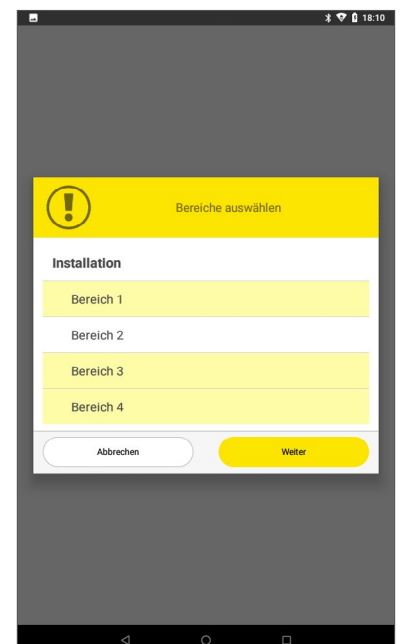 18:10
Bereiche auswählen
Installation
Bereich 1
Bereich 2
Bereich 3
Bereich 4
Abbrechen
Weiter